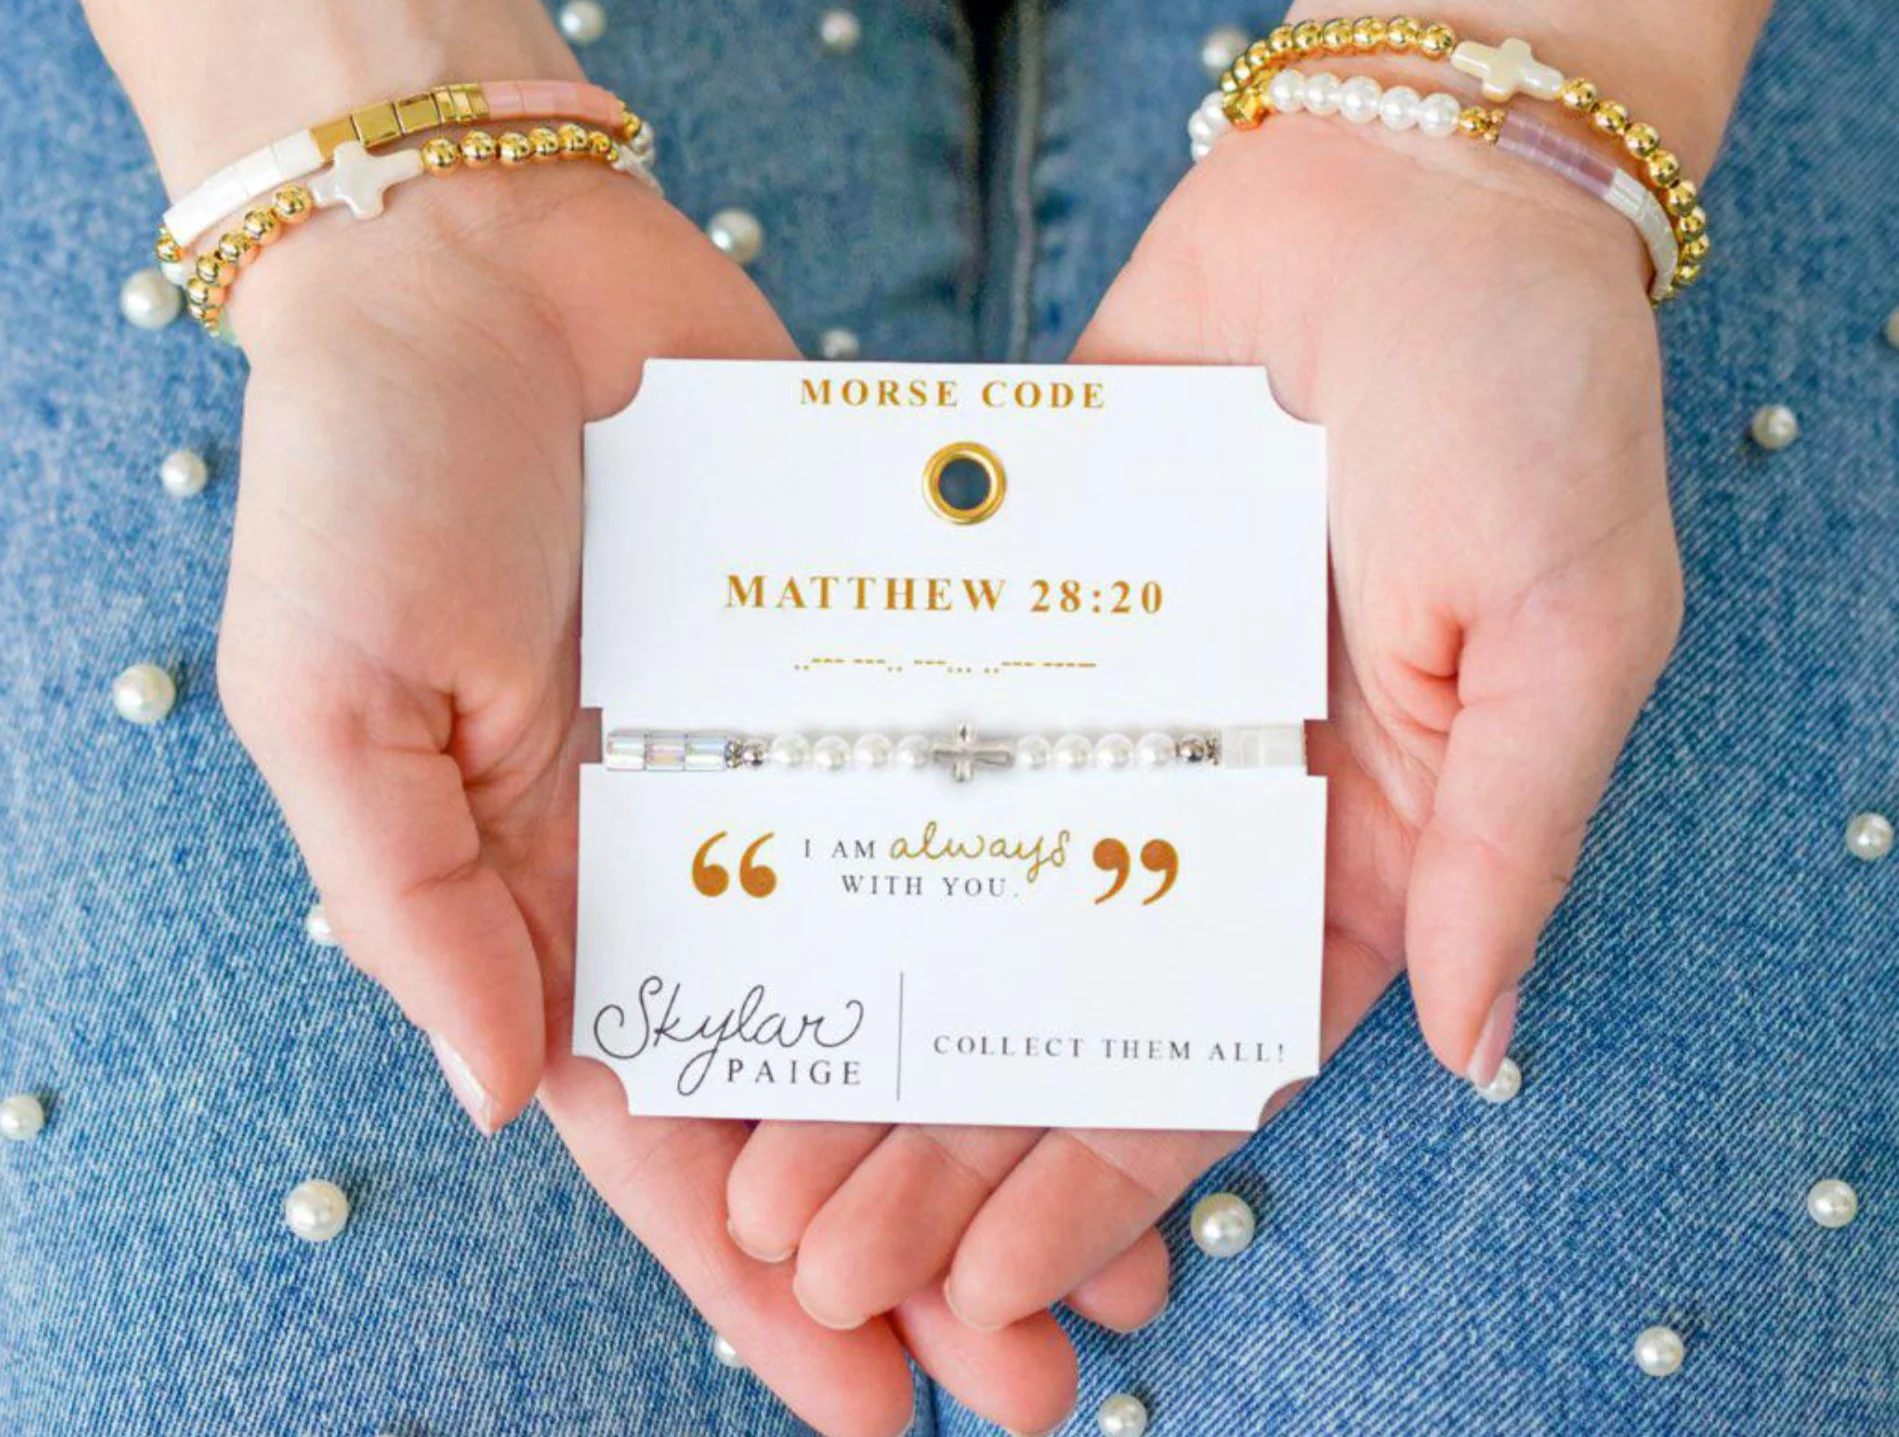 MORSE CODE
MATTHEW 28:20
..--- ---.. ---... ..--- -----
“ I AM always ”
WITH YOU.
Skylar
PAIGE
COLLECT THEM ALL!